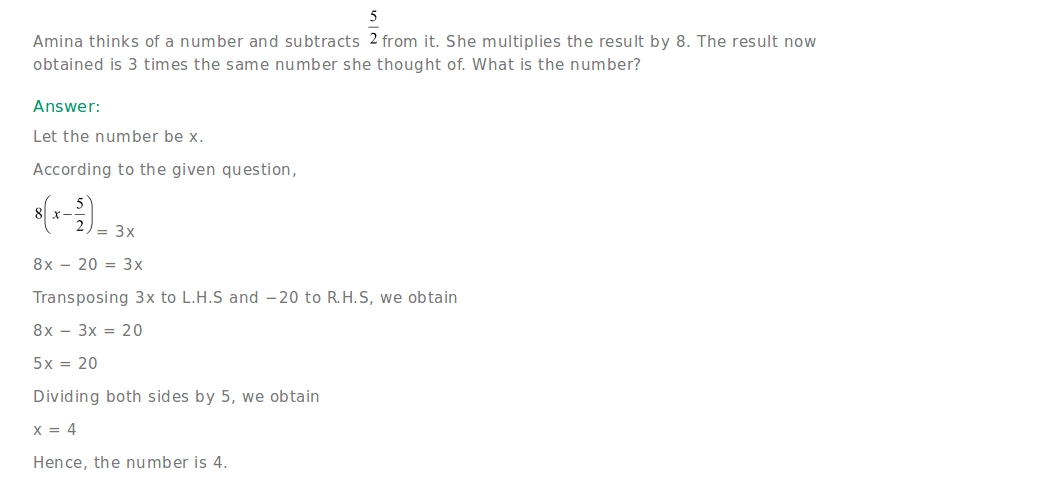 Amina thinks of a number and subtracts 5/2 from it. She multiplies the result by 8. The result now
obtained is 3 times the same number she thought of. What is the number?
Answer:
Let the number be x.
According to the given question,
8(x−5/2) = 3x
8x − 20 = 3x
Transposing 3x to L.H.S and −20 to R.H.S, we obtain
8x − 3x = 20
5x = 20
Dividing both sides by 5, we obtain
x = 4
Hence, the number is 4.